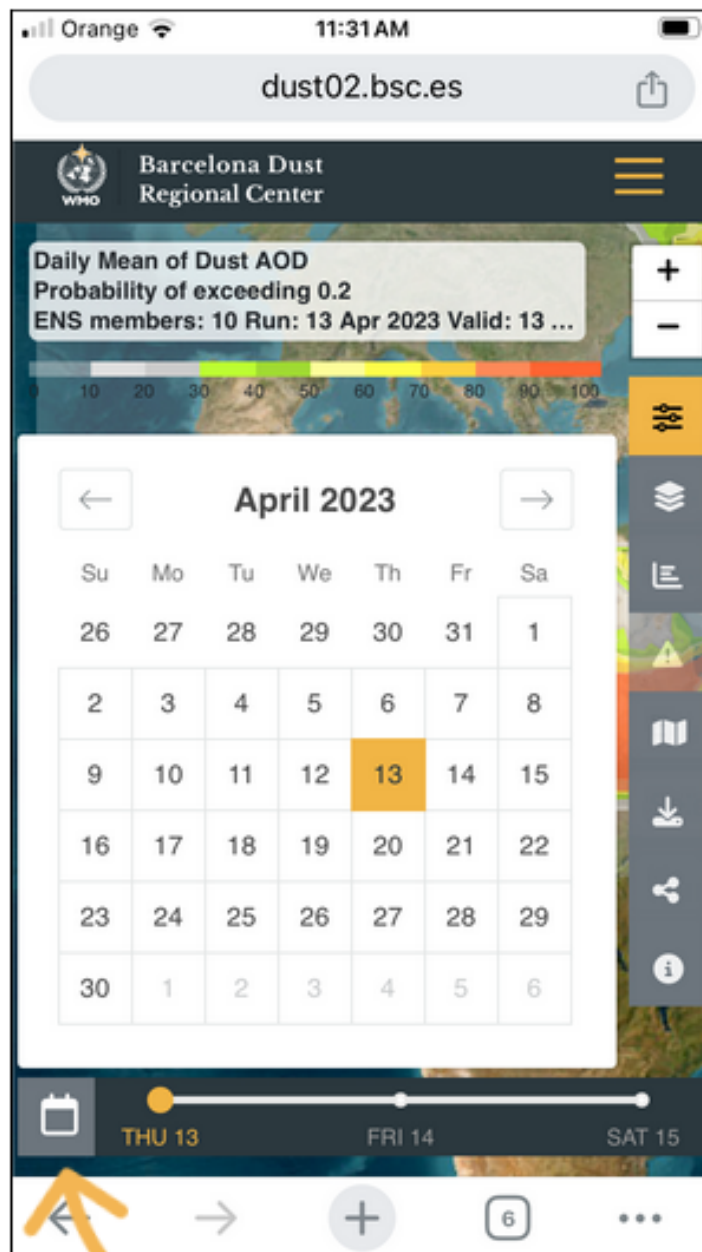 Orange 11:31 AM
dust02.bsc.es
WMO
Barcelona Dust
Regional Center
Daily Mean of Dust AOD
Probability of exceeding 0.2
ENS members: 10 Run: 13 Apr 2023 Valid: 13 ...
0 10 20 30 40 50 60 70 80 90 100
+
−
April 2023
Su Mo Tu We Th Fr Sa
26 27 28 29 30 31 1
2 3 4 5 6 7 8
9 10 11 12 13 14 15
16 17 18 19 20 21 22
23 24 25 26 27 28 29
30 1 2 3 4 5 6
THU 13 FRI 14 SAT 15
6